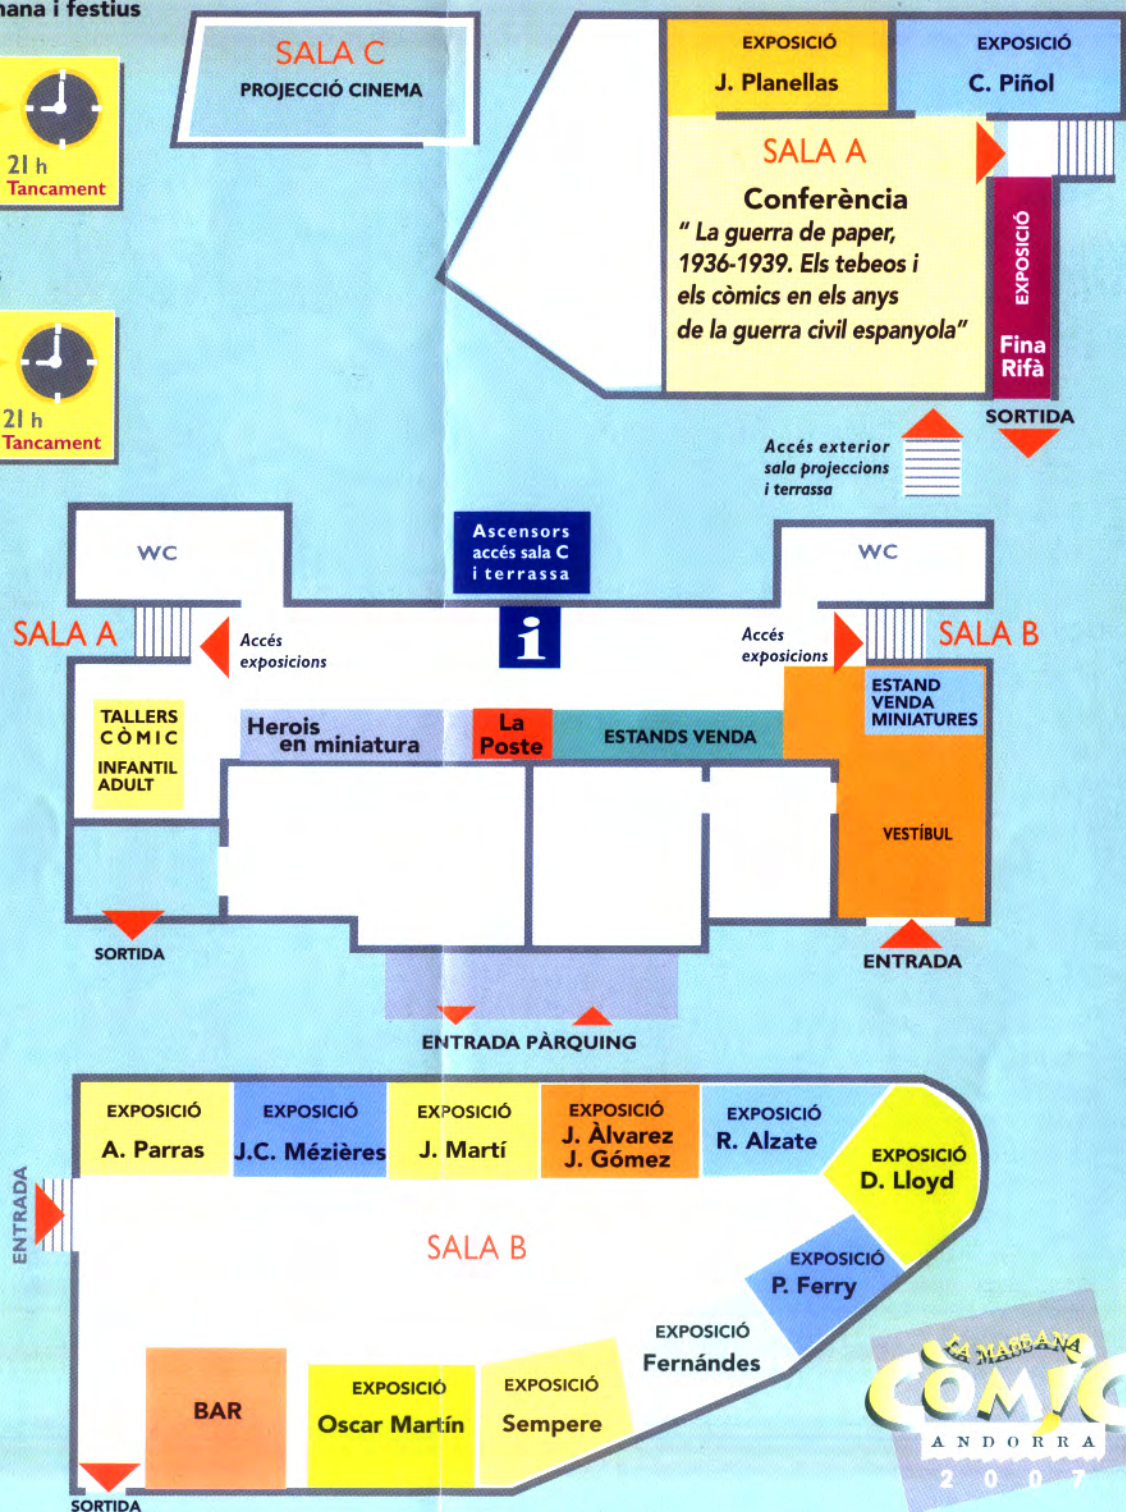 mana i festius
21 h
Tancament
21 h
Tancament
SALA C
PROJECCIÓ CINEMA
EXPOSICIÓ
J. Planellas
EXPOSICIÓ
C. Piñol
SALA A
Conferència
" La guerra de paper,
1936-1939. Els tebeos i
els còmics en els anys
de la guerra civil espanyola"
EXPOSICIÓ
Fina
Rifà
SORTIDA
Accés exterior
sala projeccions
i terrassa
WC
Ascensors
accés sala C
i terrassa
WC
SALA A
Accés
exposicions
i
Accés
exposicions
SALA B
TALLERS
CÒMIC
INFANTIL
ADULT
Herois
en miniatura
La
Poste
ESTANDS VENDA
ESTAND
VENDA
MINIATURES
VESTÍBUL
SORTIDA
ENTRADA
ENTRADA PÀRQUING
EXPOSICIÓ
A. Parras
EXPOSICIÓ
J.C. Mézières
EXPOSICIÓ
J. Martí
EXPOSICIÓ
J. Àlvarez
J. Gómez
EXPOSICIÓ
R. Alzate
EXPOSICIÓ
D. Lloyd
ENTRADA
SALA B
EXPOSICIÓ
P. Ferry
EXPOSICIÓ
Fernándes
BAR
EXPOSICIÓ
Oscar Martín
EXPOSICIÓ
Sempere
SORTIDA
LA MASSANA
CÒMIC
ANDORRA
2007